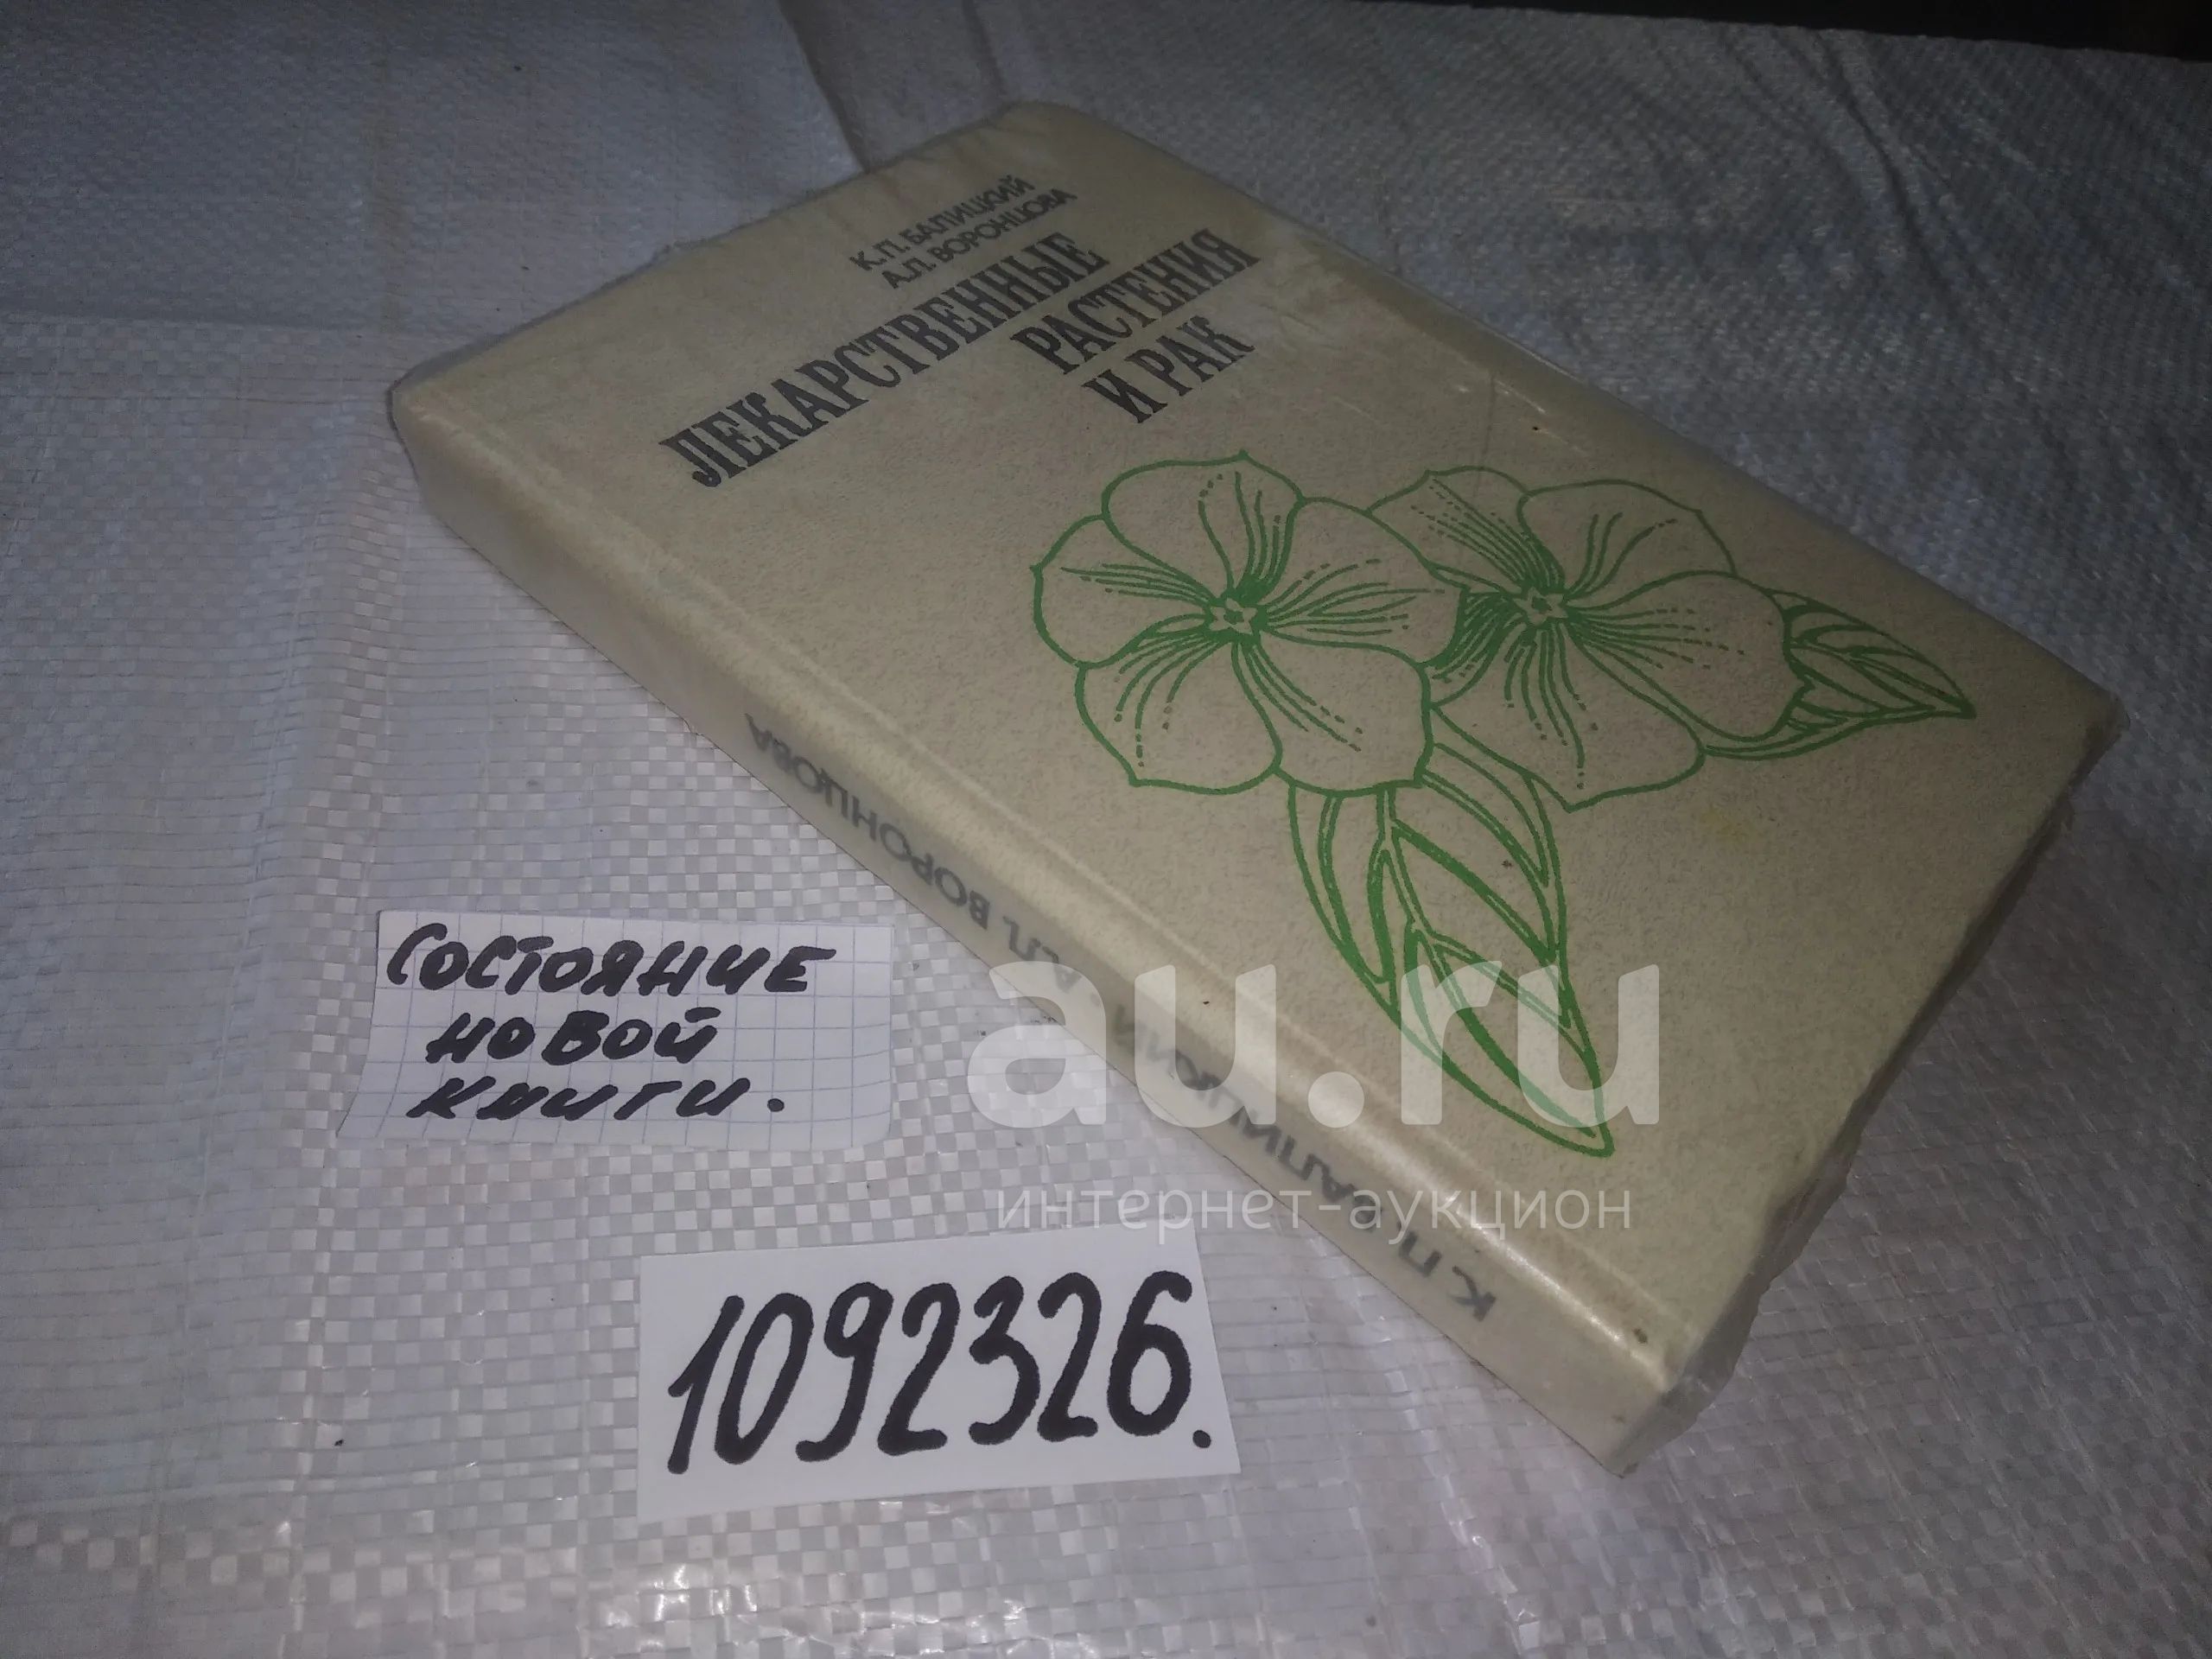 К.П. БАЛИЦКИЙ
А.П. ВОРОНЦОВА
ЛЕКАРСТВЕННЫЕ
РАСТЕНИЯ
И РАК
К. П. БАЛИЦКИЙ А.П. ВОРОНЦОВА
СОСТОЯНИЕ
НОВОЙ
КНИГИ.
au.ru
интернет-аукцион
1092326.